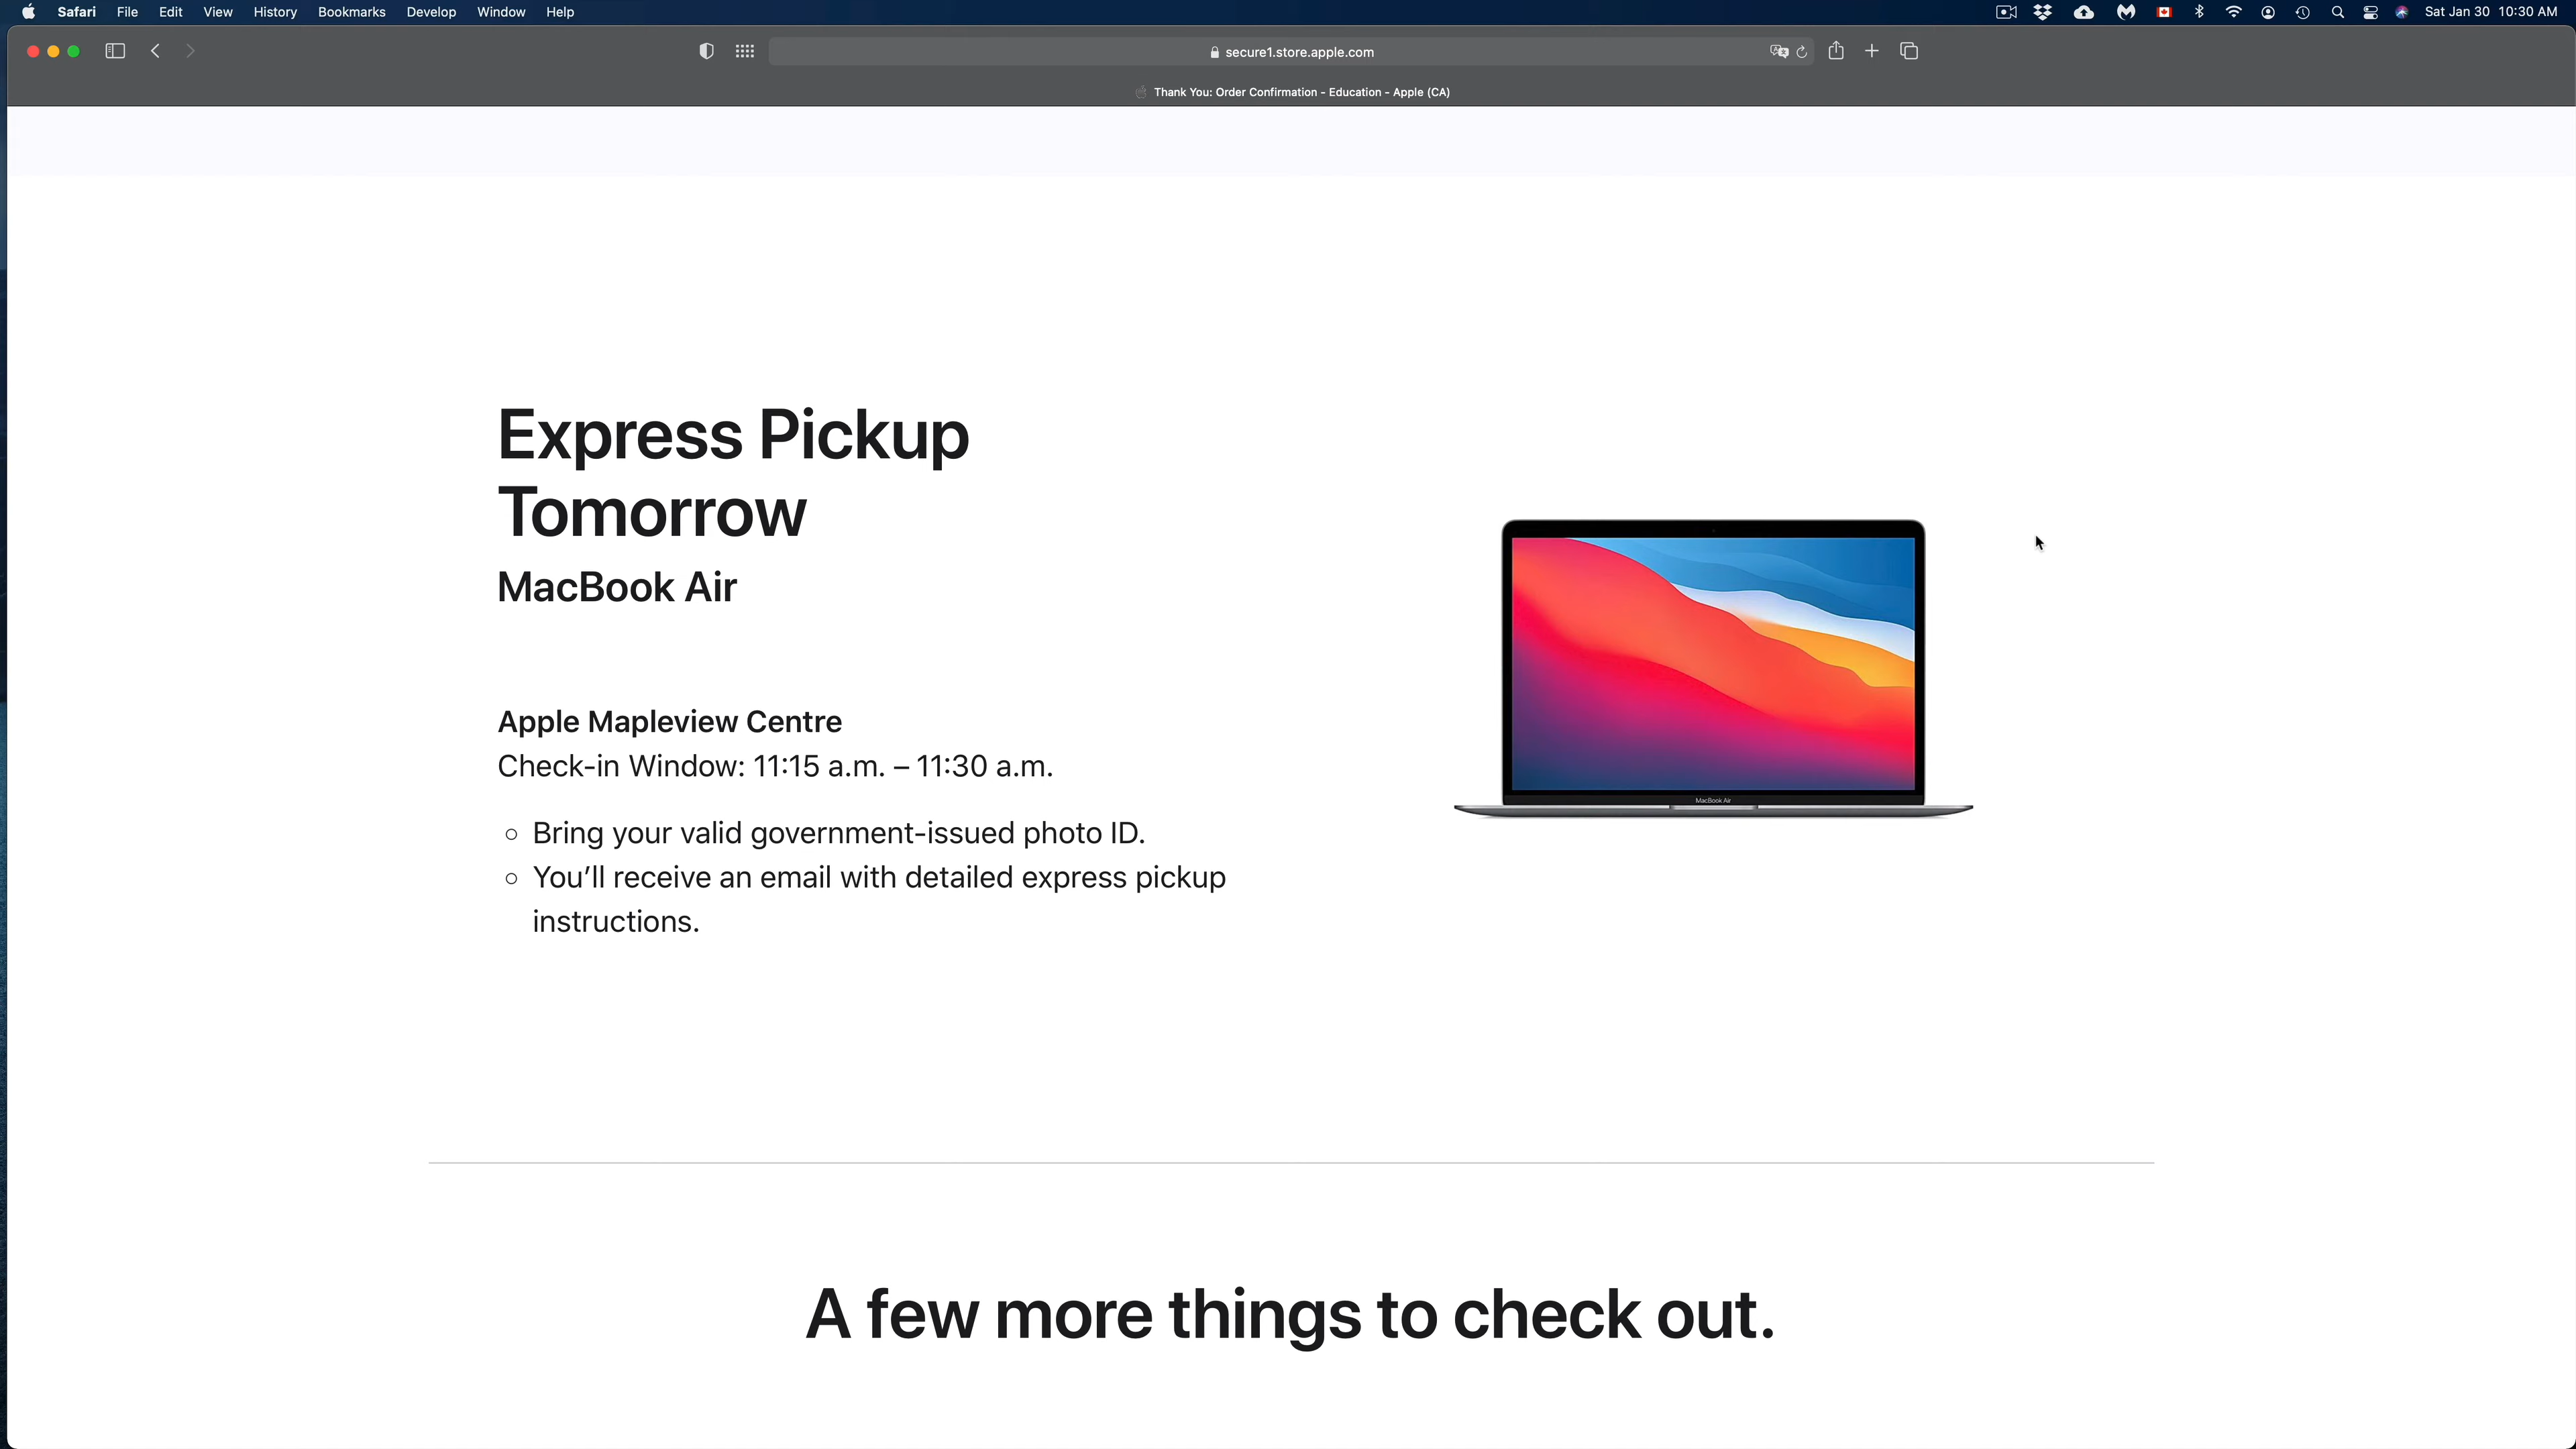 Safari File Edit View History Bookmarks Develop Window Help Sat Jan 30 10:30 AM
secure1.store.apple.com
Thank You: Order Confirmation - Education - Apple (CA)
Express Pickup
Tomorrow
MacBook Air
Apple Mapleview Centre
Check-in Window: 11:15 a.m. – 11:30 a.m.
Bring your valid government-issued photo ID.
You’ll receive an email with detailed express pickup
instructions.
MacBook Air
A few more things to check out.